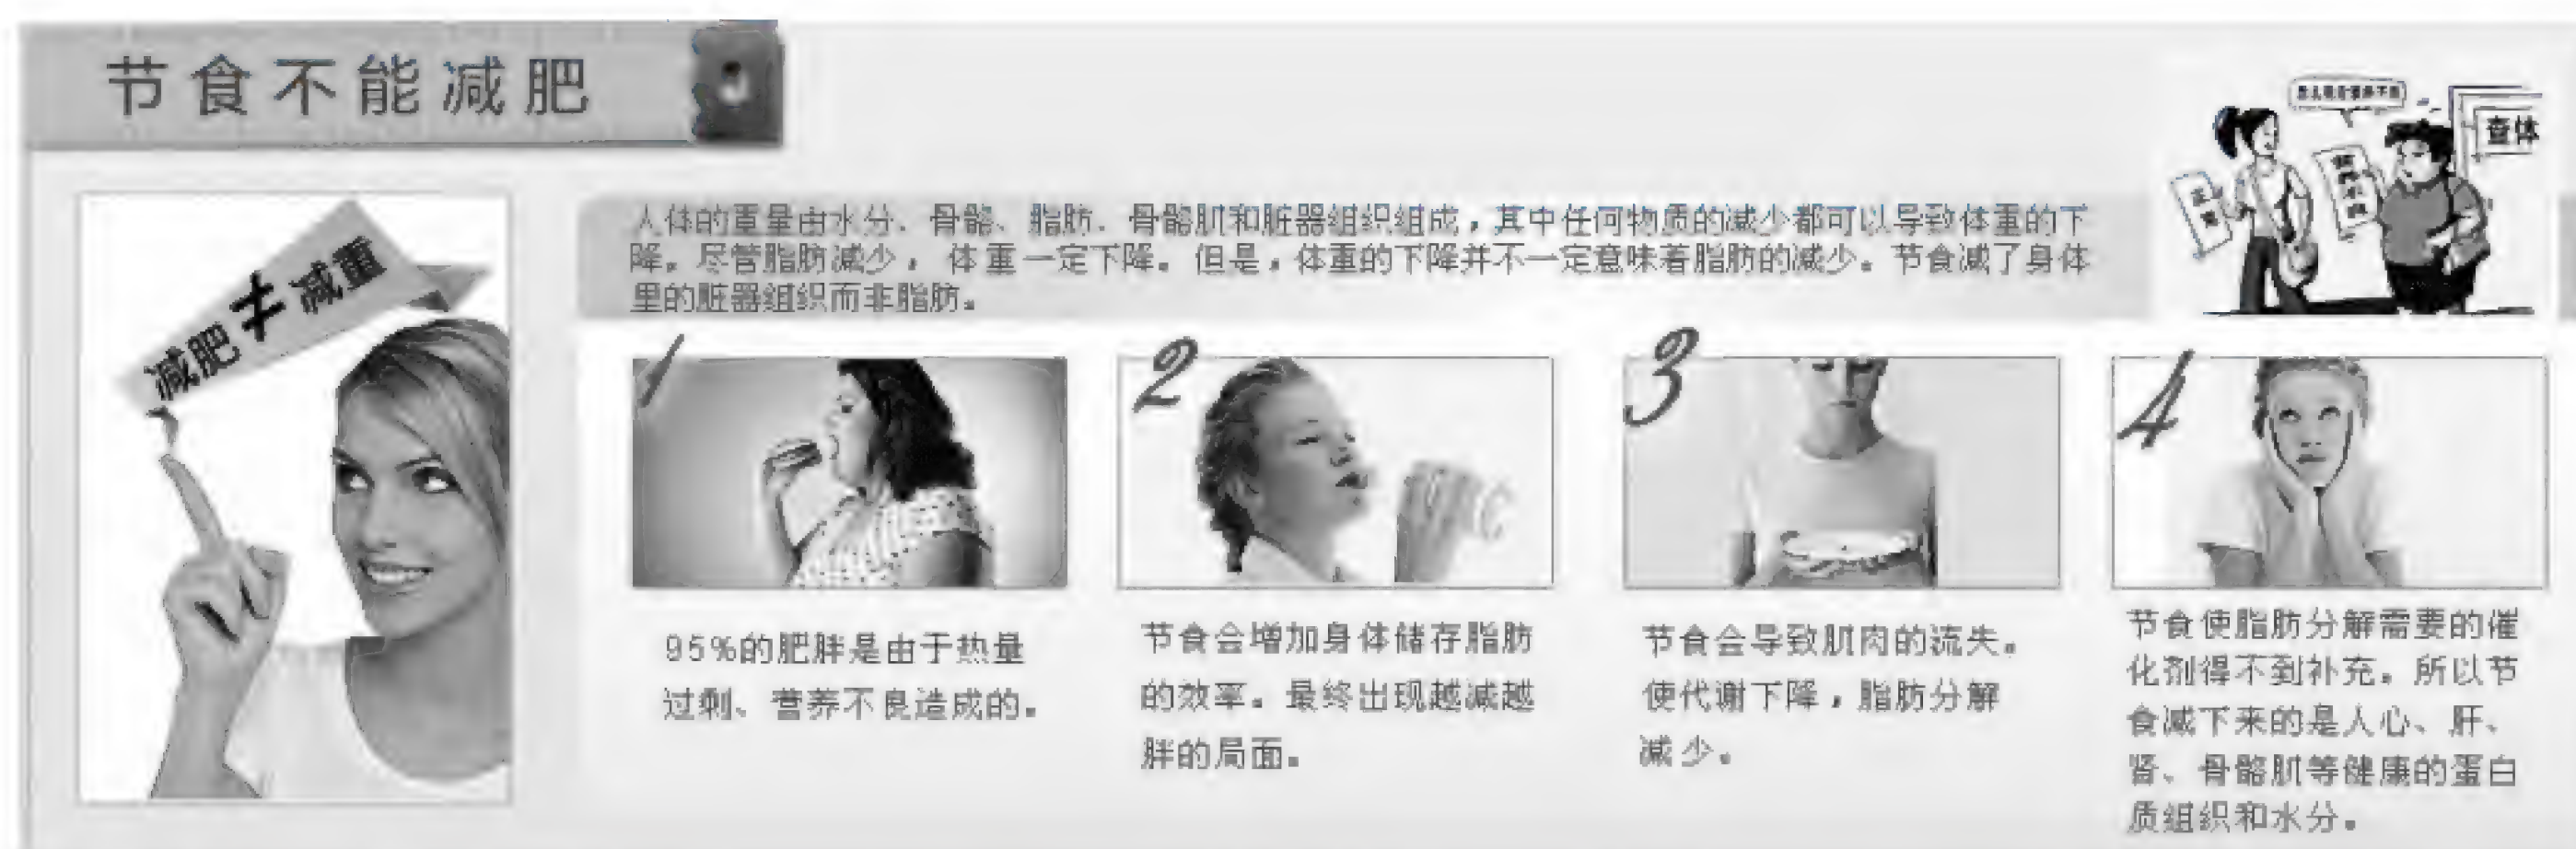 节食不能减肥
减肥≠减重
查体
人体的重量由水分、骨骼、脂肪、骨骼肌和脏器组织组成，其中任何物质的减少都可以导致体重的下
降。尽管脂肪减少， 体重一定下降。但是，体重的下降并不一定意味着脂肪的减少。节食减了身体
里的脏器组织而非脂肪。
1
95%的肥胖是由于热量
过剩、营养不良造成的。
2
节食会增加身体储存脂肪
的效率。最终出现越减越
胖的局面。
3
节食会导致肌肉的流失。
使代谢下降，脂肪分解
减少。
4
节食使脂肪分解需要的催
化剂得不到补充。所以节
食减下来的是人心、肝、
肾、骨骼肌等健康的蛋白
质组织和水分。